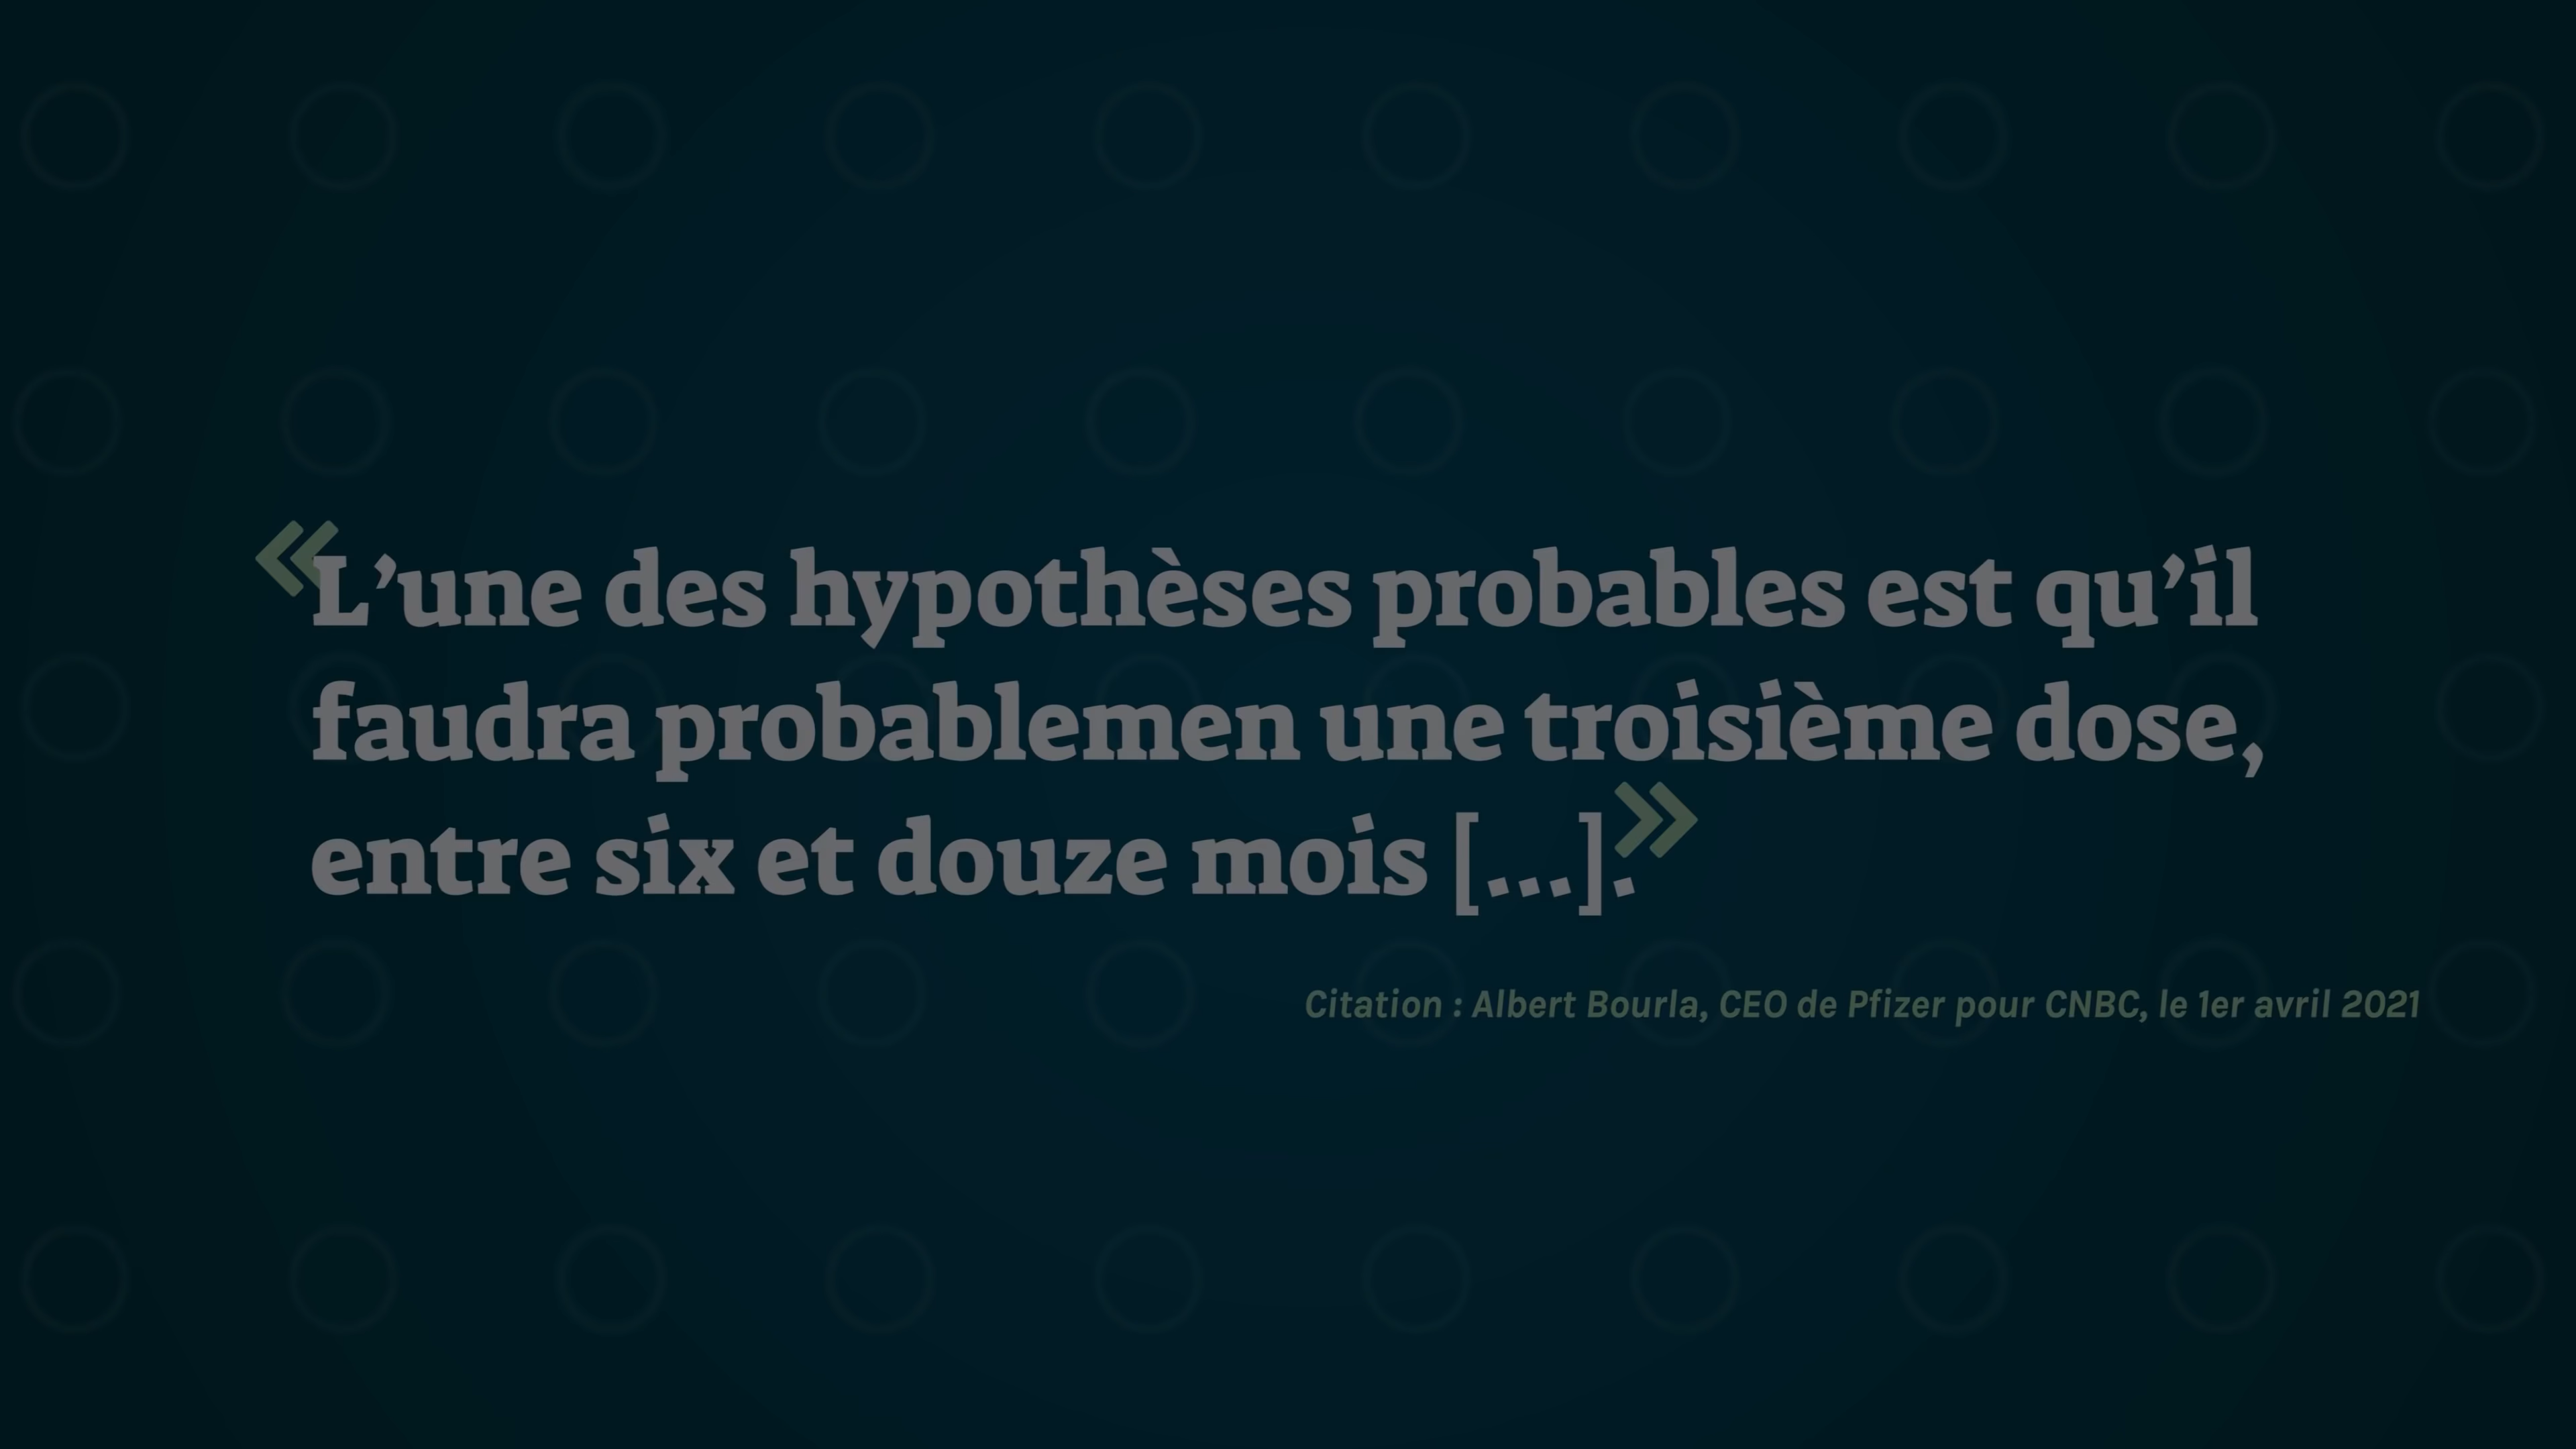 « L’une des hypothèses probables est qu’il
faudra probablemen une troisième dose,
entre six et douze mois [...]. »
Citation : Albert Bourla, CEO de Pfizer pour CNBC, le 1er avril 2021